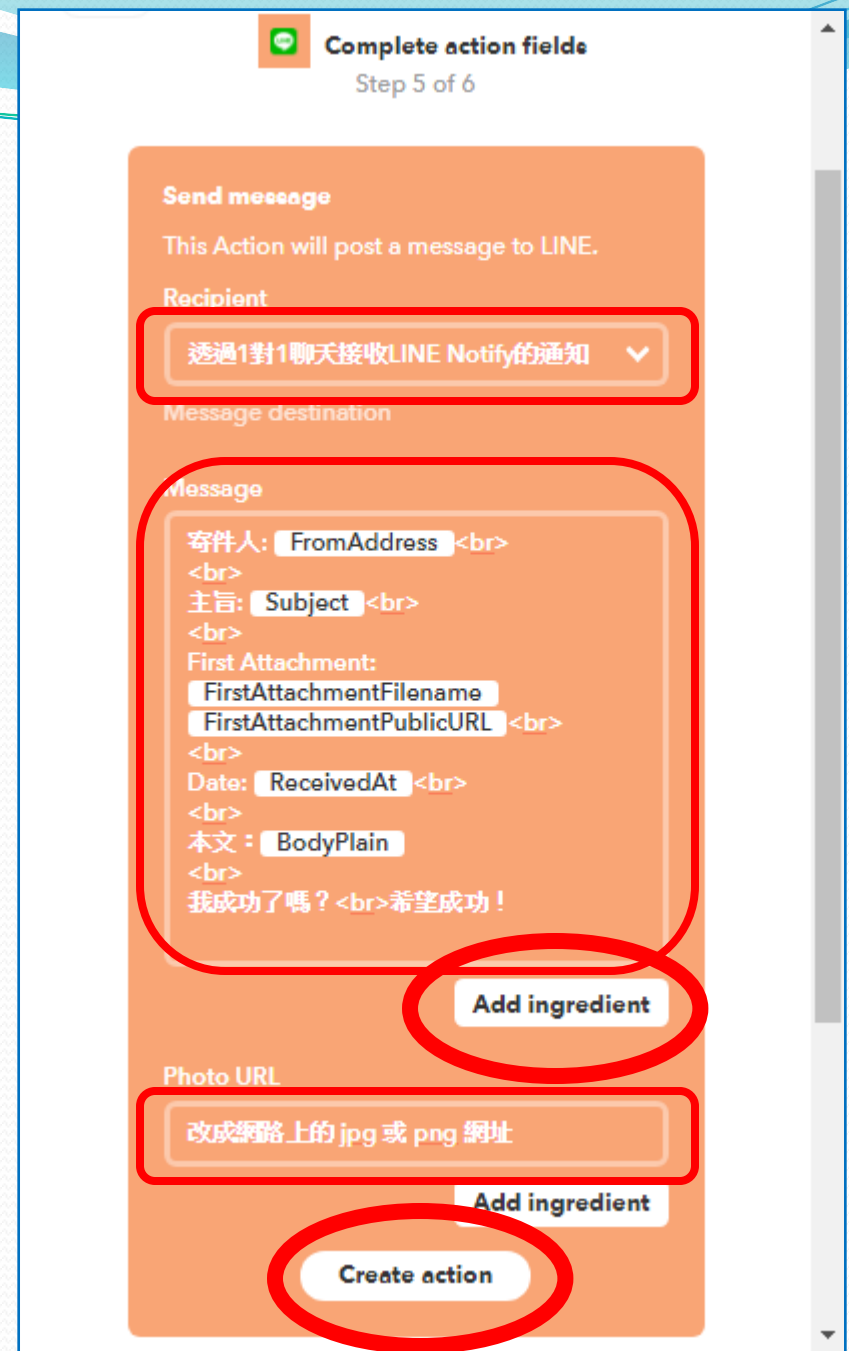 Complete action fields
Step 5 of 6
Send message
This Action will post a message to LINE.
Recipient
透過1對1聊天接收LINE Notify的通知
Message destination
Message
寄件人: FromAddress <br>
<br>
主旨: Subject <br>
<br>
First Attachment:
FirstAttachmentFilename
FirstAttachmentPublicURL <br>
<br>
Date: ReceivedAt <br>
<br>
本文：BodyPlain
<br>
我成功了嗎？<br>希望成功！
Add ingredient
Photo URL
改成網路上的 jpg 或 png 網址
Add ingredient
Create action